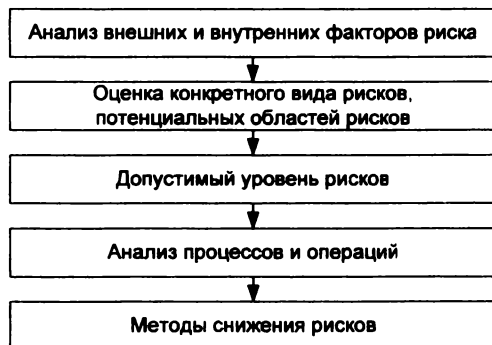 Анализ внешних и внутренних факторов риска
Оценка конкретного вида рисков,
потенциальных областей рисков
Допустимый уровень рисков
Анализ процессов и операций
Методы снижения рисков